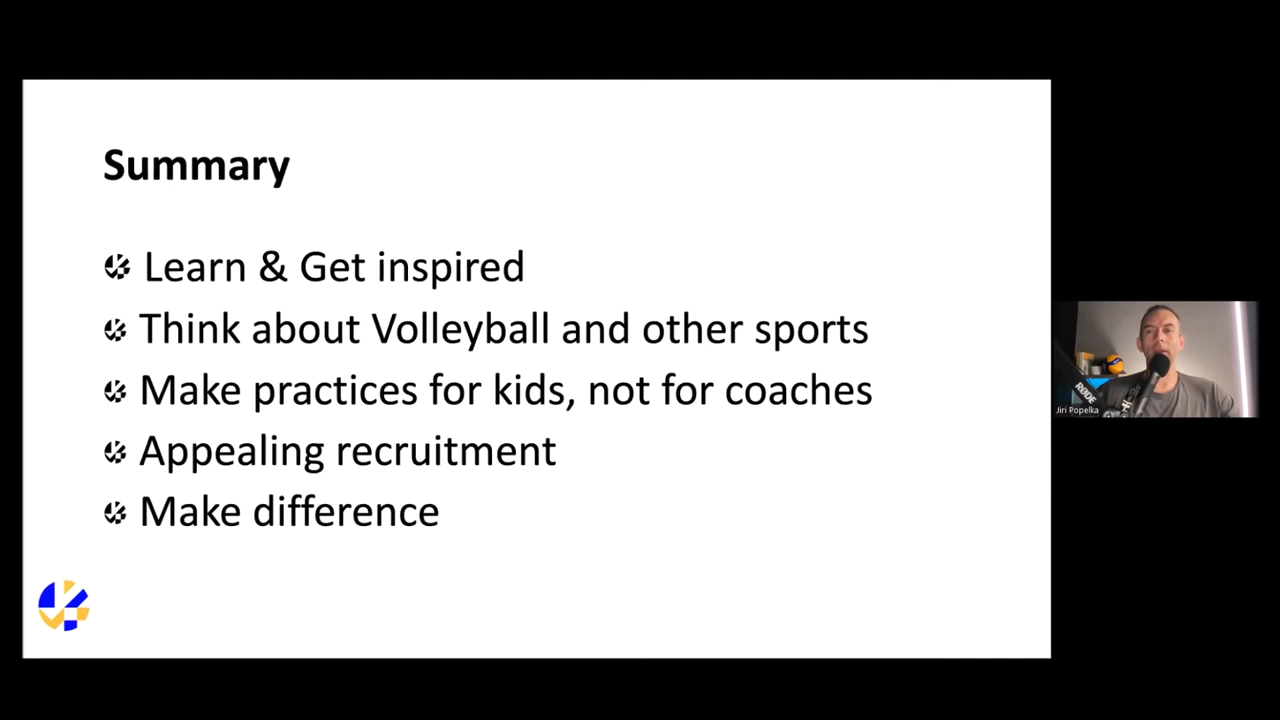 Summary
Learn & Get inspired
Think about Volleyball and other sports
Make practices for kids, not for coaches
Appealing recruitment
Make difference
RØDE
Jiri Popelka